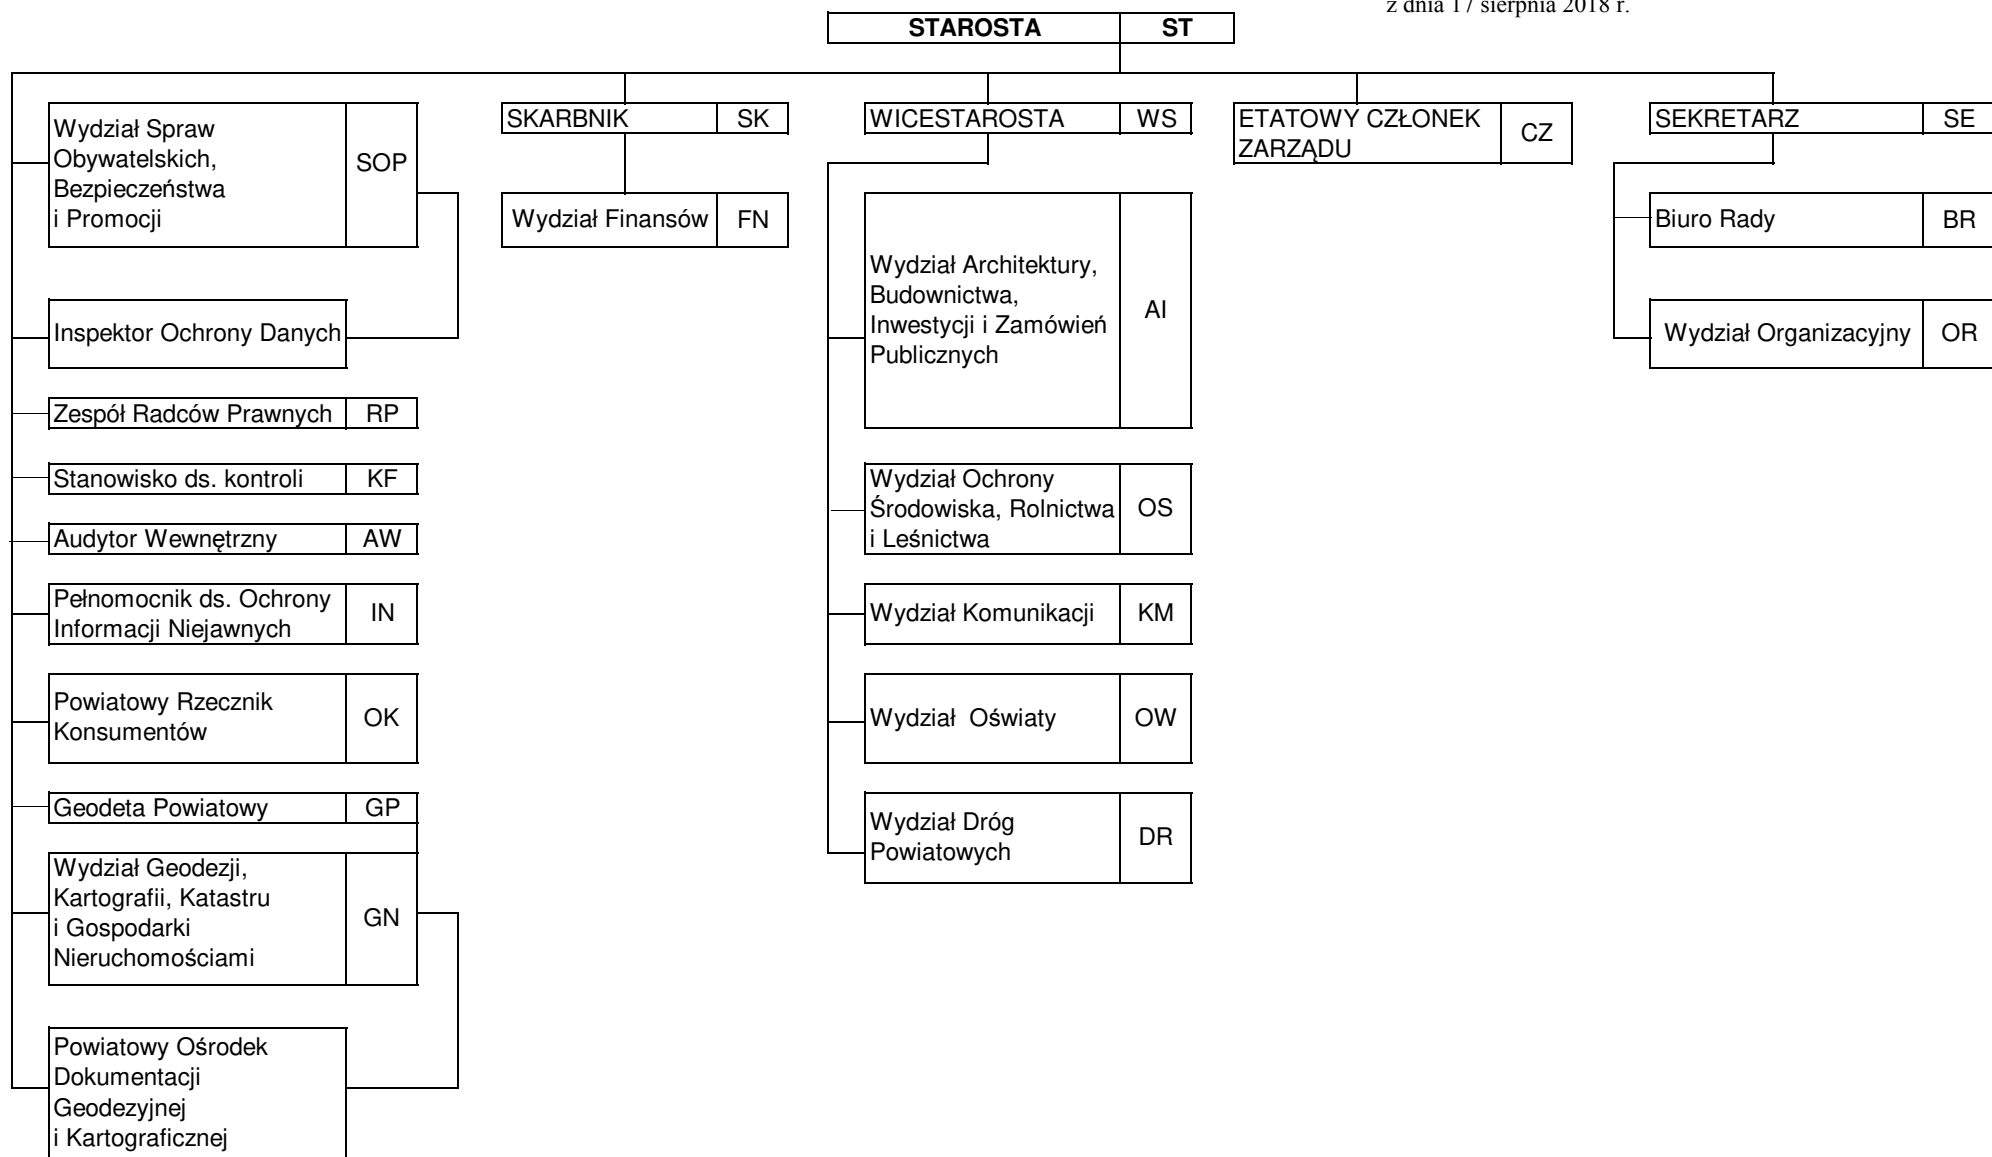 z dnia 17 sierpnia 2018 r.
STAROSTA ST
Wydział Spraw
Obywatelskich,
Bezpieczeństwa
i Promocji
SOP
Inspektor Ochrony Danych
Zespół Radców Prawnych RP
Stanowisko ds. kontroli KF
Audytor Wewnętrzny AW
Pełnomocnik ds. Ochrony
Informacji Niejawnych
IN
Powiatowy Rzecznik
Konsumentów
OK
Geodeta Powiatowy GP
Wydział Geodezji,
Kartografii, Katastru
i Gospodarki
Nieruchomościami
GN
Powiatowy Ośrodek
Dokumentacji
Geodezyjnej
i Kartograficznej
SKARBNIK SK
Wydział Finansów FN
WICESTAROSTA WS
Wydział Architektury,
Budownictwa,
Inwestycji i Zamówień
Publicznych
AI
Wydział Ochrony
Środowiska, Rolnictwa
i Leśnictwa
OS
Wydział Komunikacji KM
Wydział Oświaty OW
Wydział Dróg
Powiatowych
DR
ETATOWY CZŁONEK
ZARZĄDU
CZ
SEKRETARZ SE
Biuro Rady BR
Wydział Organizacyjny OR